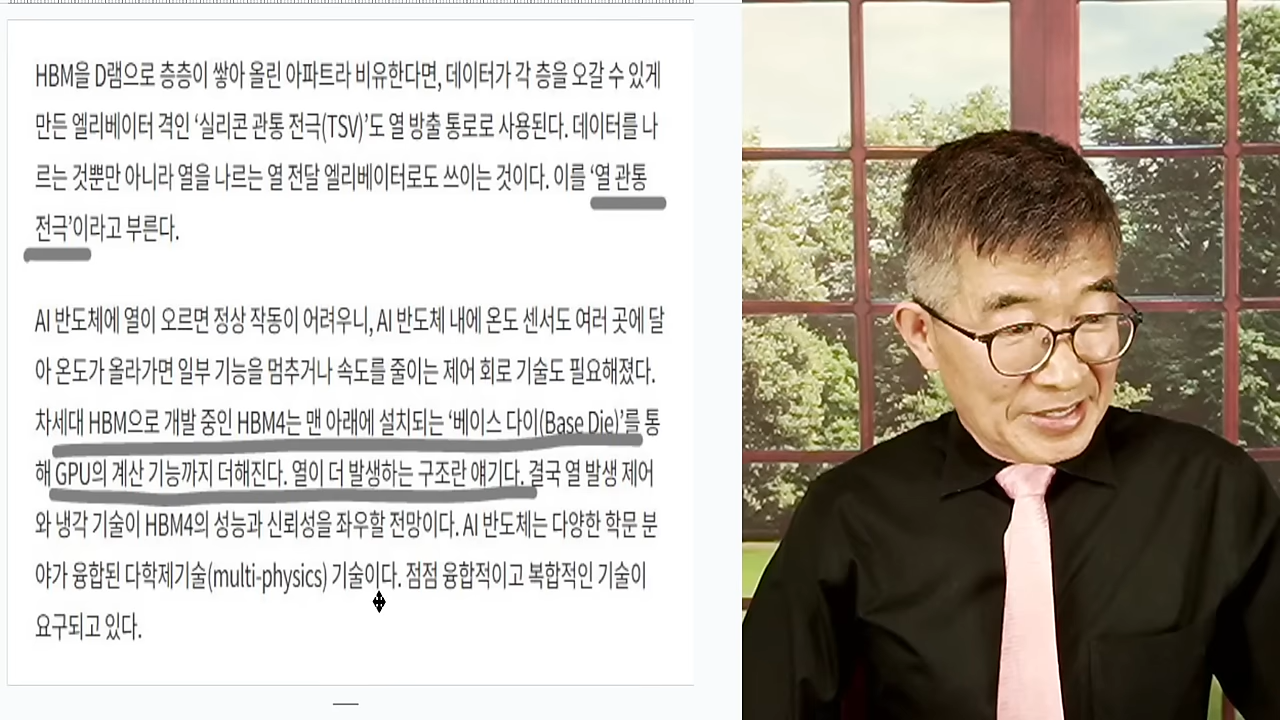 HBM을 D램으로 층층이 쌓아 올린 아파트라 비유한다면, 데이터가 각 층을 오갈 수 있게
만든 엘리베이터 격인 ‘실리콘 관통 전극(TSV)’도 열 방출 통로로 사용된다. 데이터를 나
르는 것뿐만 아니라 열을 나르는 열 전달 엘리베이터로도 쓰이는 것이다. 이를 ‘열 관통
전극’이라고 부른다.
AI 반도체에 열이 오르면 정상 작동이 어려우니, AI 반도체 내에 온도 센서도 여러 곳에 달
아 온도가 올라가면 일부 기능을 멈추거나 속도를 줄이는 제어 회로 기술도 필요해졌다.
차세대 HBM으로 개발 중인 HBM4는 맨 아래에 설치되는 ‘베이스 다이(Base Die)’를 통
해 GPU의 계산 기능까지 더해진다. 열이 더 발생하는 구조란 얘기다. 결국 열 발생 제어
와 냉각 기술이 HBM4의 성능과 신뢰성을 좌우할 전망이다. AI 반도체는 다양한 학문 분
야가 융합된 다학제기술(multi-physics) 기술이다. 점점 융합적이고 복합적인 기술이
요구되고 있다.